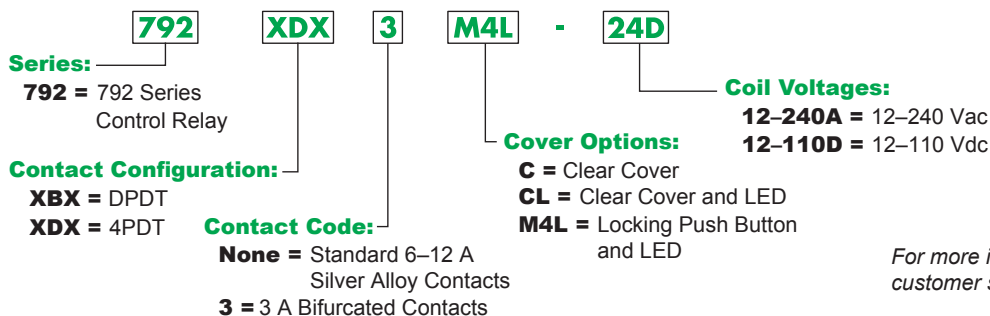 792 XDX 3 M4L - 24D
Series:
792 = 792 Series
Control Relay
Contact Configuration:
XBX = DPDT
XDX = 4PDT
Contact Code:
None = Standard 6–12 A
Silver Alloy Contacts
3 = 3 A Bifurcated Contacts
Cover Options:
C = Clear Cover
CL = Clear Cover and LED
M4L = Locking Push Button
and LED
Coil Voltages:
12–240A = 12–240 Vac
12–110D = 12–110 Vdc
For more
customer